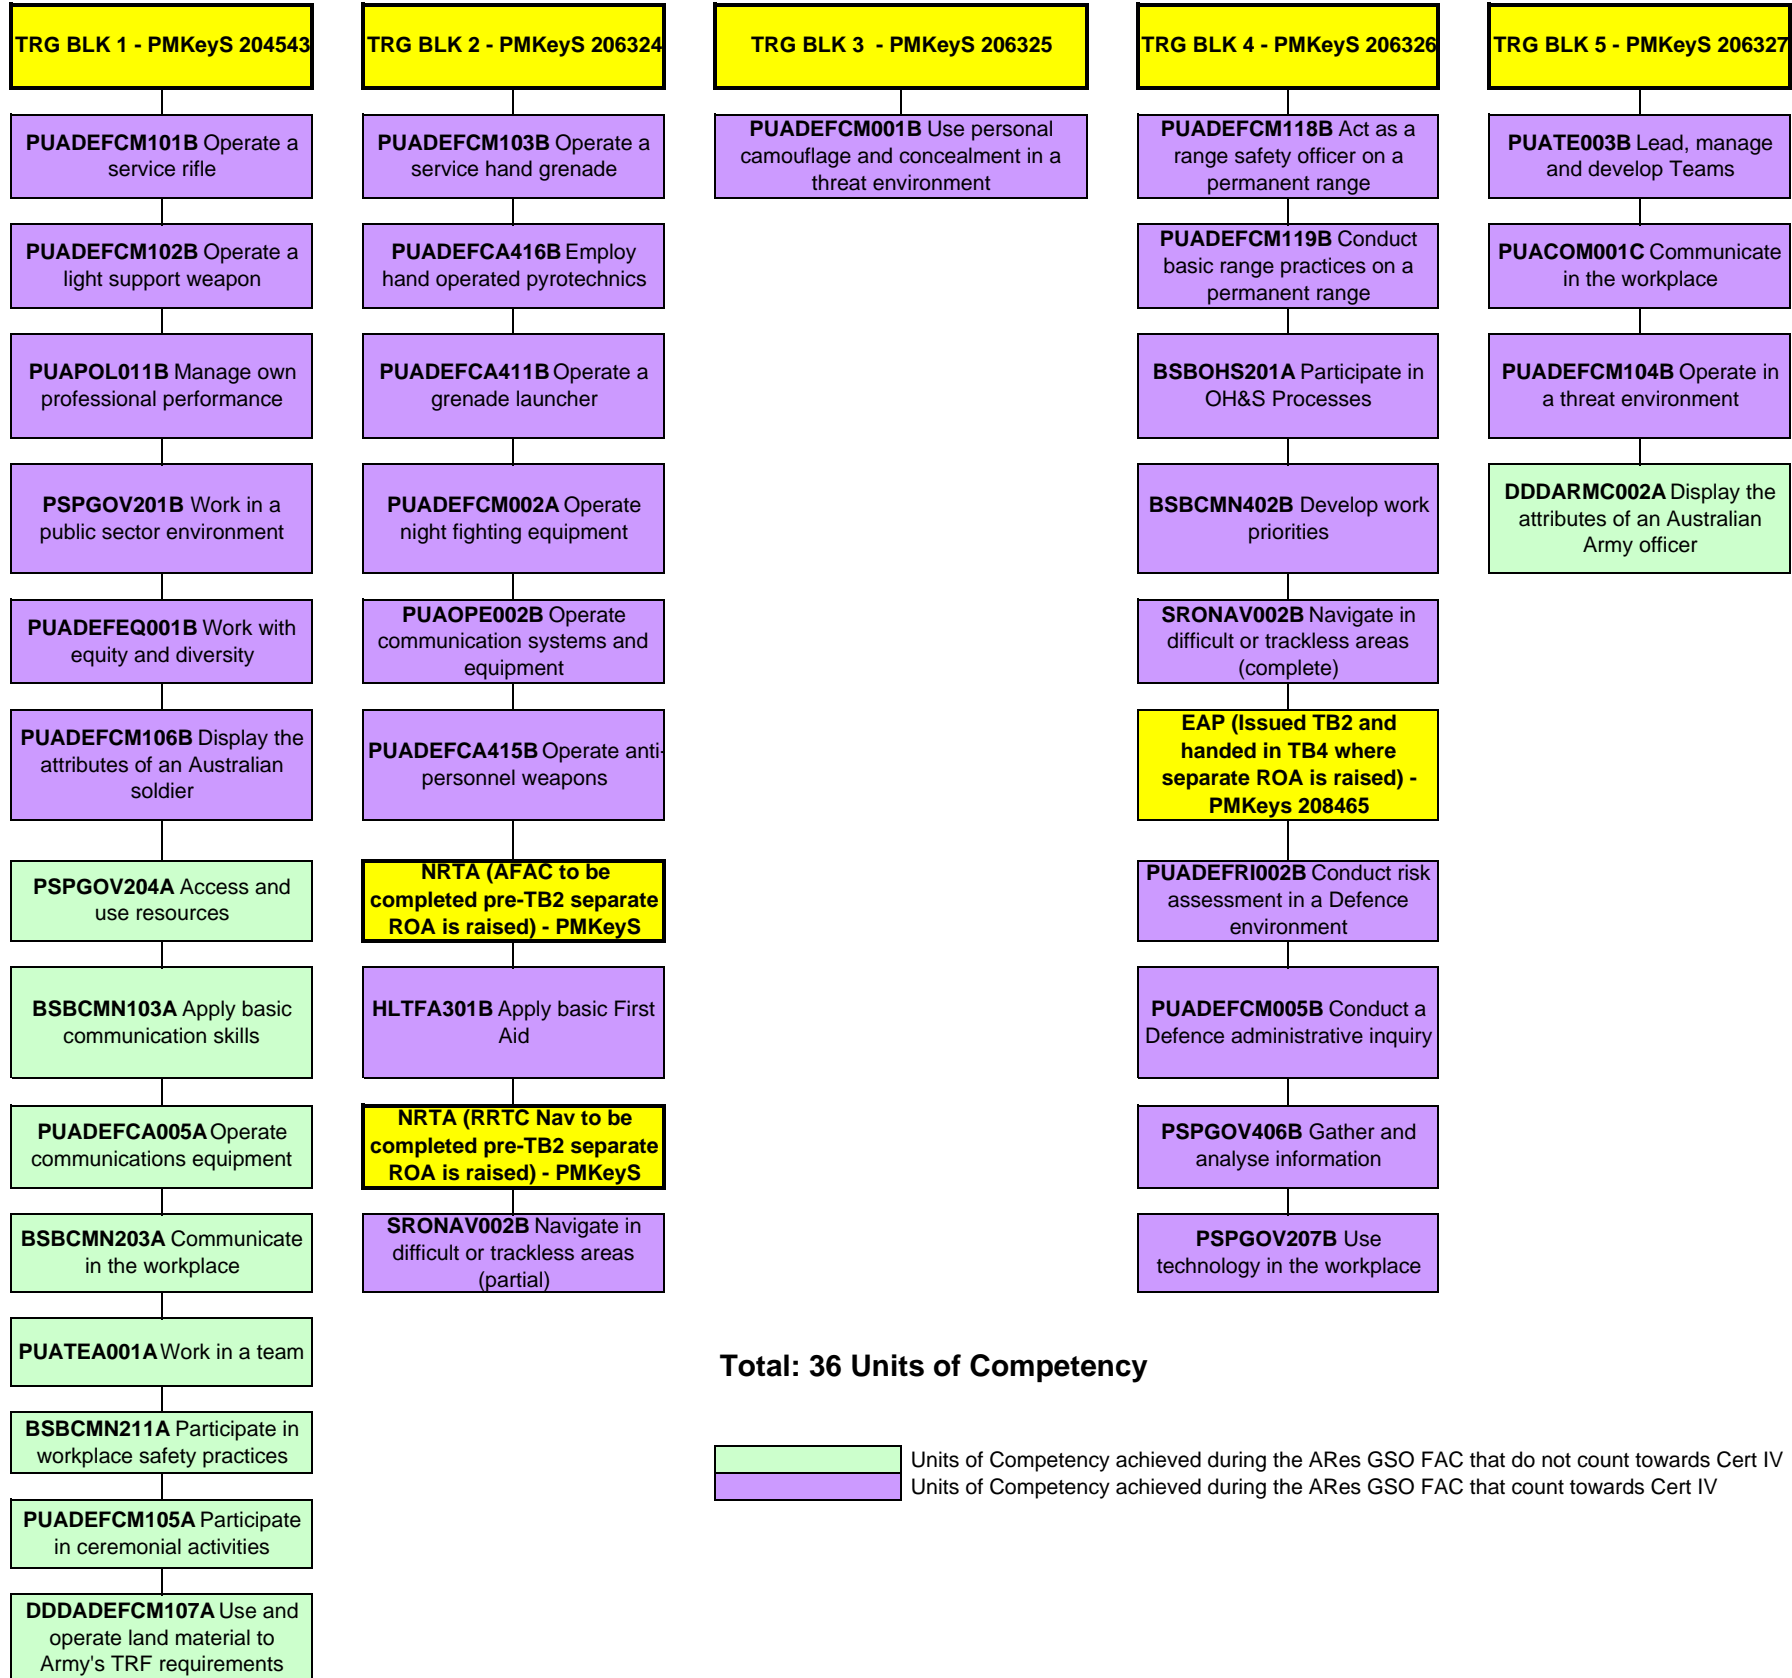 TRG BLK 1 - PMKeyS 204543
PUADEFCM101B Operate a
service rifle
PUADEFCM102B Operate a
light support weapon
PUAPOL011B Manage own
professional performance
PSPGOV201B Work in a
public sector environment
PUADEFEQ001B Work with
equity and diversity
PUADEFCM106B Display the
attributes of an Australian
soldier
PSPGOV204A Access and
use resources
BSBCMN103A Apply basic
communication skills
PUADEFCA005A Operate
communications equipment
BSBCMN203A Communicate
in the workplace
PUATEA001A Work in a team
BSBCMN211A Participate in
workplace safety practices
PUADEFCM105A Participate
in ceremonial activities
DDDADEFCM107A Use and
operate land material to
Army's TRF requirements
TRG BLK 2 - PMKeyS 206324
PUADEFCM103B Operate a
service hand grenade
PUADEFCA416B Employ
hand operated pyrotechnics
PUADEFCA411B Operate a
grenade launcher
PUADEFCM002A Operate
night fighting equipment
PUAOPE002B Operate
communication systems and
equipment
PUADEFCA415B Operate anti-
personnel weapons
NRTA (AFAC to be
completed pre-TB2 separate
ROA is raised) - PMKeyS
HLTFA301B Apply basic First
Aid
NRTA (RRTC Nav to be
completed pre-TB2 separate
ROA is raised) - PMKeyS
SRONAV002B Navigate in
difficult or trackless areas
(partial)
TRG BLK 3 - PMKeyS 206325
PUADEFCM001B Use personal
camouflage and concealment in a
threat environment
TRG BLK 4 - PMKeyS 206326
PUADEFCM118B Act as a
range safety officer on a
permanent range
PUADEFCM119B Conduct
basic range practices on a
permanent range
BSBOHS201A Participate in
OH&S Processes
BSBCMN402B Develop work
priorities
SRONAV002B Navigate in
difficult or trackless areas
(complete)
EAP (Issued TB2 and
handed in TB4 where
separate ROA is raised) -
PMKeys 208465
PUADEFRI002B Conduct risk
assessment in a Defence
environment
PUADEFCM005B Conduct a
Defence administrative inquiry
PSPGOV406B Gather and
analyse information
PSPGOV207B Use
technology in the workplace
TRG BLK 5 - PMKeyS 206327
PUATE003B Lead, manage
and develop Teams
PUACOM001C Communicate
in the workplace
PUADEFCM104B Operate in
a threat environment
DDDARMC002A Display the
attributes of an Australian
Army officer
Total: 36 Units of Competency
Units of Competency achieved during the ARes GSO FAC that do not count towards Cert IV
Units of Competency achieved during the ARes GSO FAC that count towards Cert IV